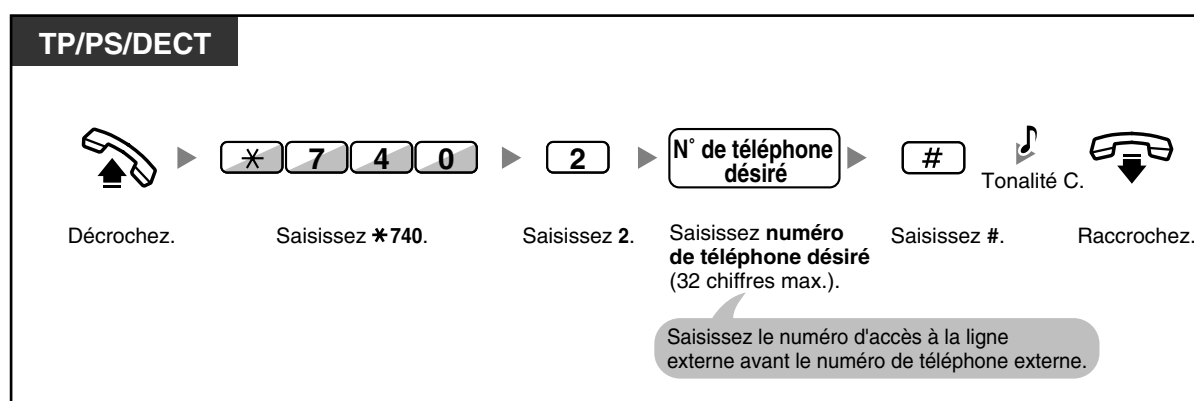 TP/PS/DECT
✳ 7 4 0
2
N° de téléphone
désiré
#
Tonalité C.
Décrochez.
Saisissez ✳740.
Saisissez 2.
Saisissez numéro
de téléphone désiré
(32 chiffres max.).
Saisissez #.
Raccrochez.
Saisissez le numéro d'accès à la ligne
externe avant le numéro de téléphone externe.